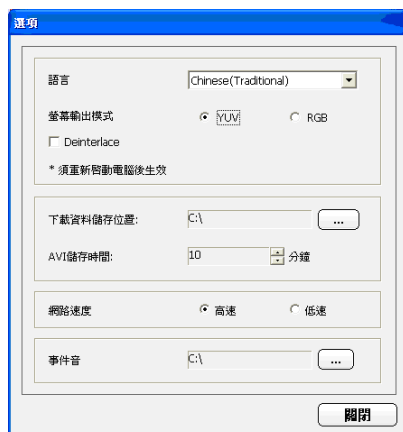 選項
語言 Chinese(Traditional)
螢幕輸出模式 YUV RGB
Deinterlace
* 須重新啓動電腦後生效
下載資料儲存位置: C:\ ...
AVI儲存時間: 10 分鐘
網路速度 高速 低速
事件音 C:\ ...
關閉